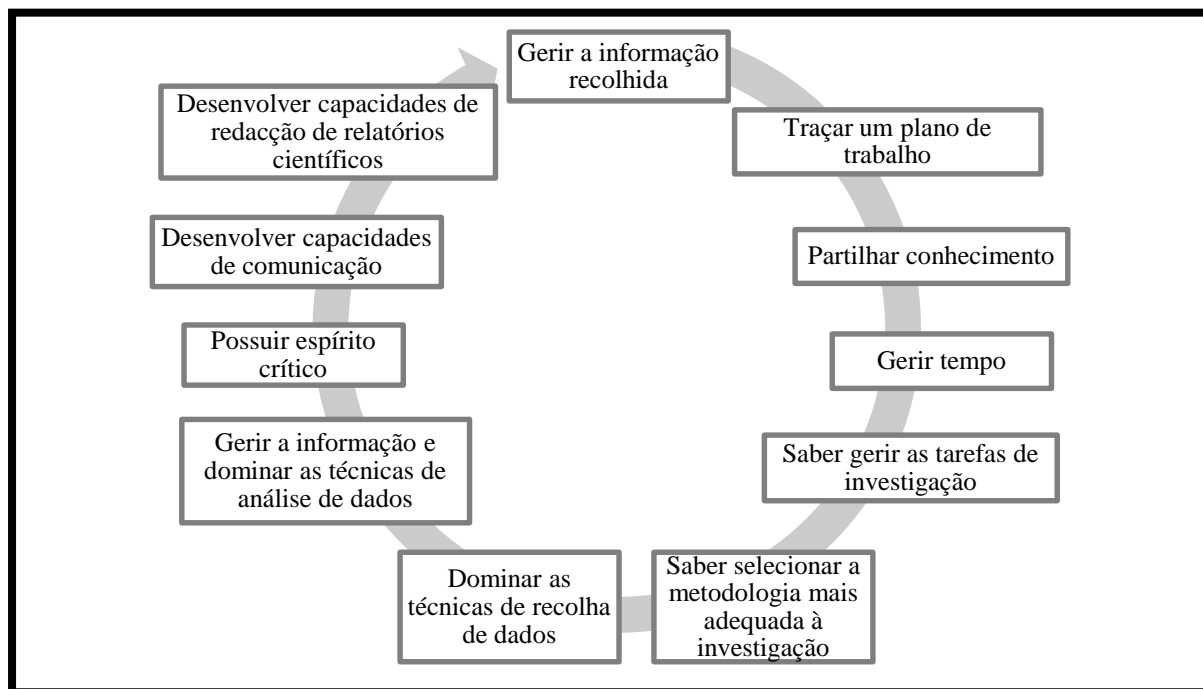 Gerir a informação
recolhida
Traçar um plano de
trabalho
Partilhar conhecimento
Gerir tempo
Saber gerir as tarefas de
investigação
Saber selecionar a
metodologia mais
adequada à
investigação
Dominar as
técnicas de recolha
de dados
Gerir a informação e
dominar as técnicas de
análise de dados
Possuir espírito
crítico
Desenvolver capacidades
de comunicação
Desenvolver capacidades de
redacção de relatórios
científicos